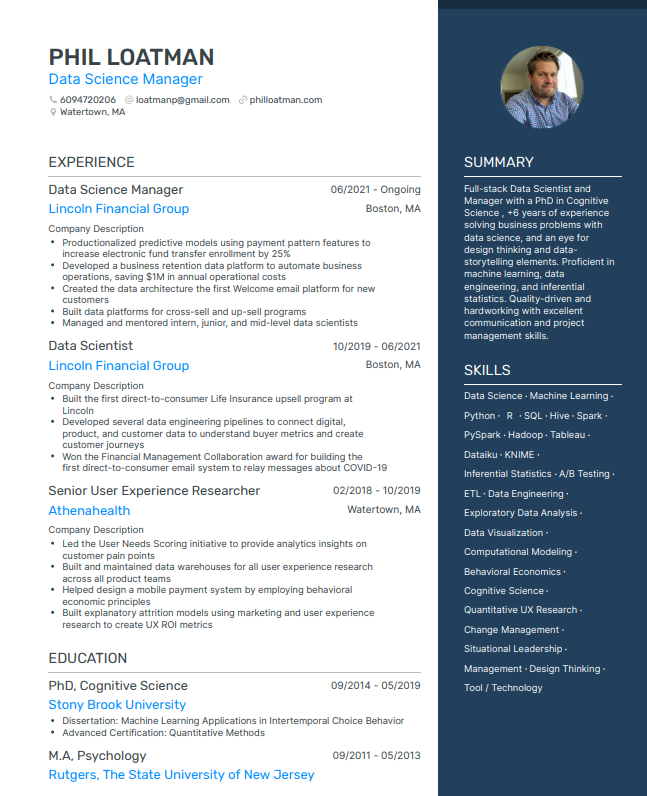 PHIL LOATMAN
Data Science Manager
6094720206 loatmanp@gmail.com philloatman.com
Watertown, MA
EXPERIENCE
Data Science Manager 06/2021 - Ongoing
Lincoln Financial Group Boston, MA
Company Description
• Productionalized predictive models using payment pattern features to
increase electronic fund transfer enrollment by 25%
• Developed a business retention data platform to automate business
operations, saving $1M in annual operational costs
• Created the data architecture the first Welcome email platform for new
customers
• Built data platforms for cross-sell and up-sell programs
• Managed and mentored intern, junior, and mid-level data scientists
Data Scientist 10/2019 - 06/2021
Lincoln Financial Group Boston, MA
Company Description
• Built the first direct-to-consumer Life Insurance upsell program at
Lincoln
• Developed several data engineering pipelines to connect digital,
product, and customer data to understand buyer metrics and create
customer journeys
• Won the Financial Management Collaboration award for building the
first direct-to-consumer email system to relay messages about COVID-19
Senior User Experience Researcher 02/2018 - 10/2019
Athenahealth Watertown, MA
Company Description
• Led the User Needs Scoring initiative to provide analytics insights on
customer pain points
• Built and maintained data warehouses for all user experience research
across all product teams
• Helped design a mobile payment system by employing behavioral
economic principles
• Built explanatory attrition models using marketing and user experience
research to create UX ROI metrics
EDUCATION
PhD, Cognitive Science 09/2014 - 05/2019
Stony Brook University
• Dissertation: Machine Learning Applications in Intertemporal Choice Behavior
• Advanced Certification: Quantitative Methods
M.A, Psychology 09/2011 - 05/2013
Rutgers, The State University of New Jersey
SUMMARY
Full-stack Data Scientist and
Manager with a PhD in Cognitive
Science , +6 years of experience
solving business problems with
data science, and an eye for
design thinking and data-
storytelling elements. Proficient in
machine learning, data
engineering, and inferential
statistics. Quality-driven and
hardworking with excellent
communication and project
management skills.
SKILLS
Data Science · Machine Learning ·
Python · R · SQL · Hive · Spark ·
PySpark · Hadoop · Tableau ·
Dataiku · KNIME ·
Inferential Statistics · A/B Testing ·
ETL · Data Engineering ·
Exploratory Data Analysis ·
Data Visualization ·
Computational Modeling ·
Behavioral Economics ·
Cognitive Science ·
Quantitative UX Research ·
Change Management ·
Situational Leadership ·
Management · Design Thinking ·
Tool / Technology